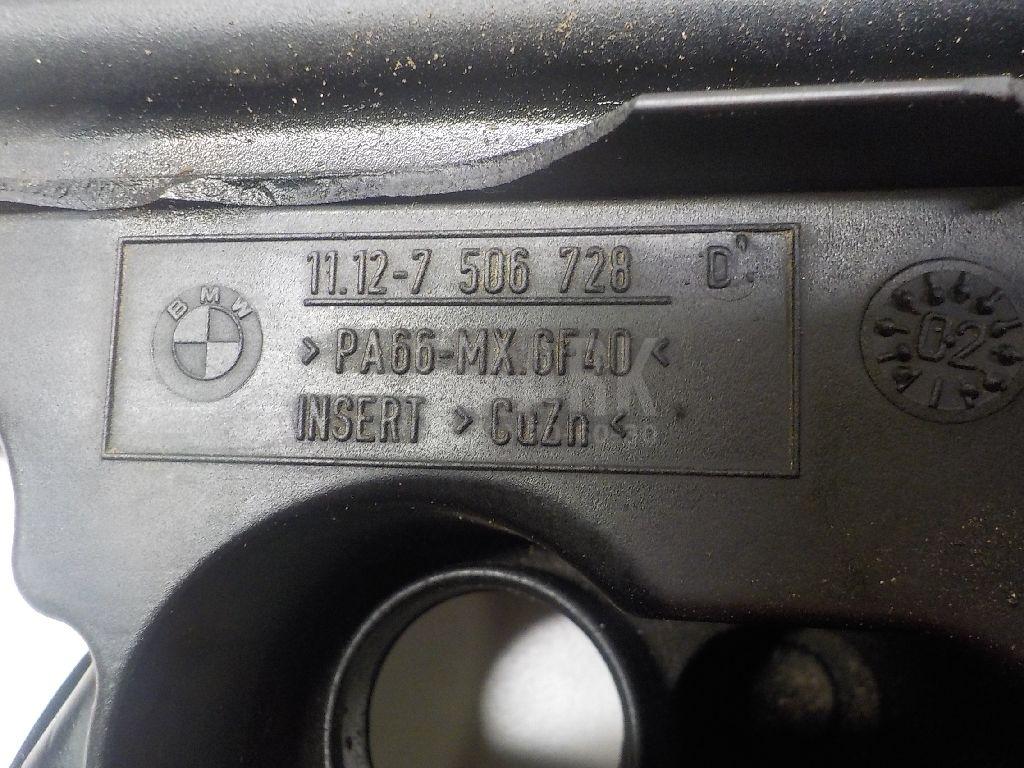 BMW
11.12-7 506 728 D
>PA66-MX.GF40<
INSERT >CuZn<
02